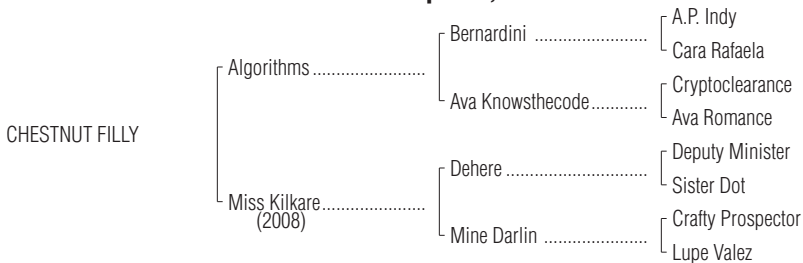 A.P. Indy
Bernardini
Cara Rafaela
Algorithms
Cryptoclearance
Ava Knowsthecode
Ava Romance
CHESTNUT FILLY
Deputy Minister
Dehere
Sister Dot
Miss Kilkare
(2008)
Crafty Prospector
Mine Darlin
Lupe Valez